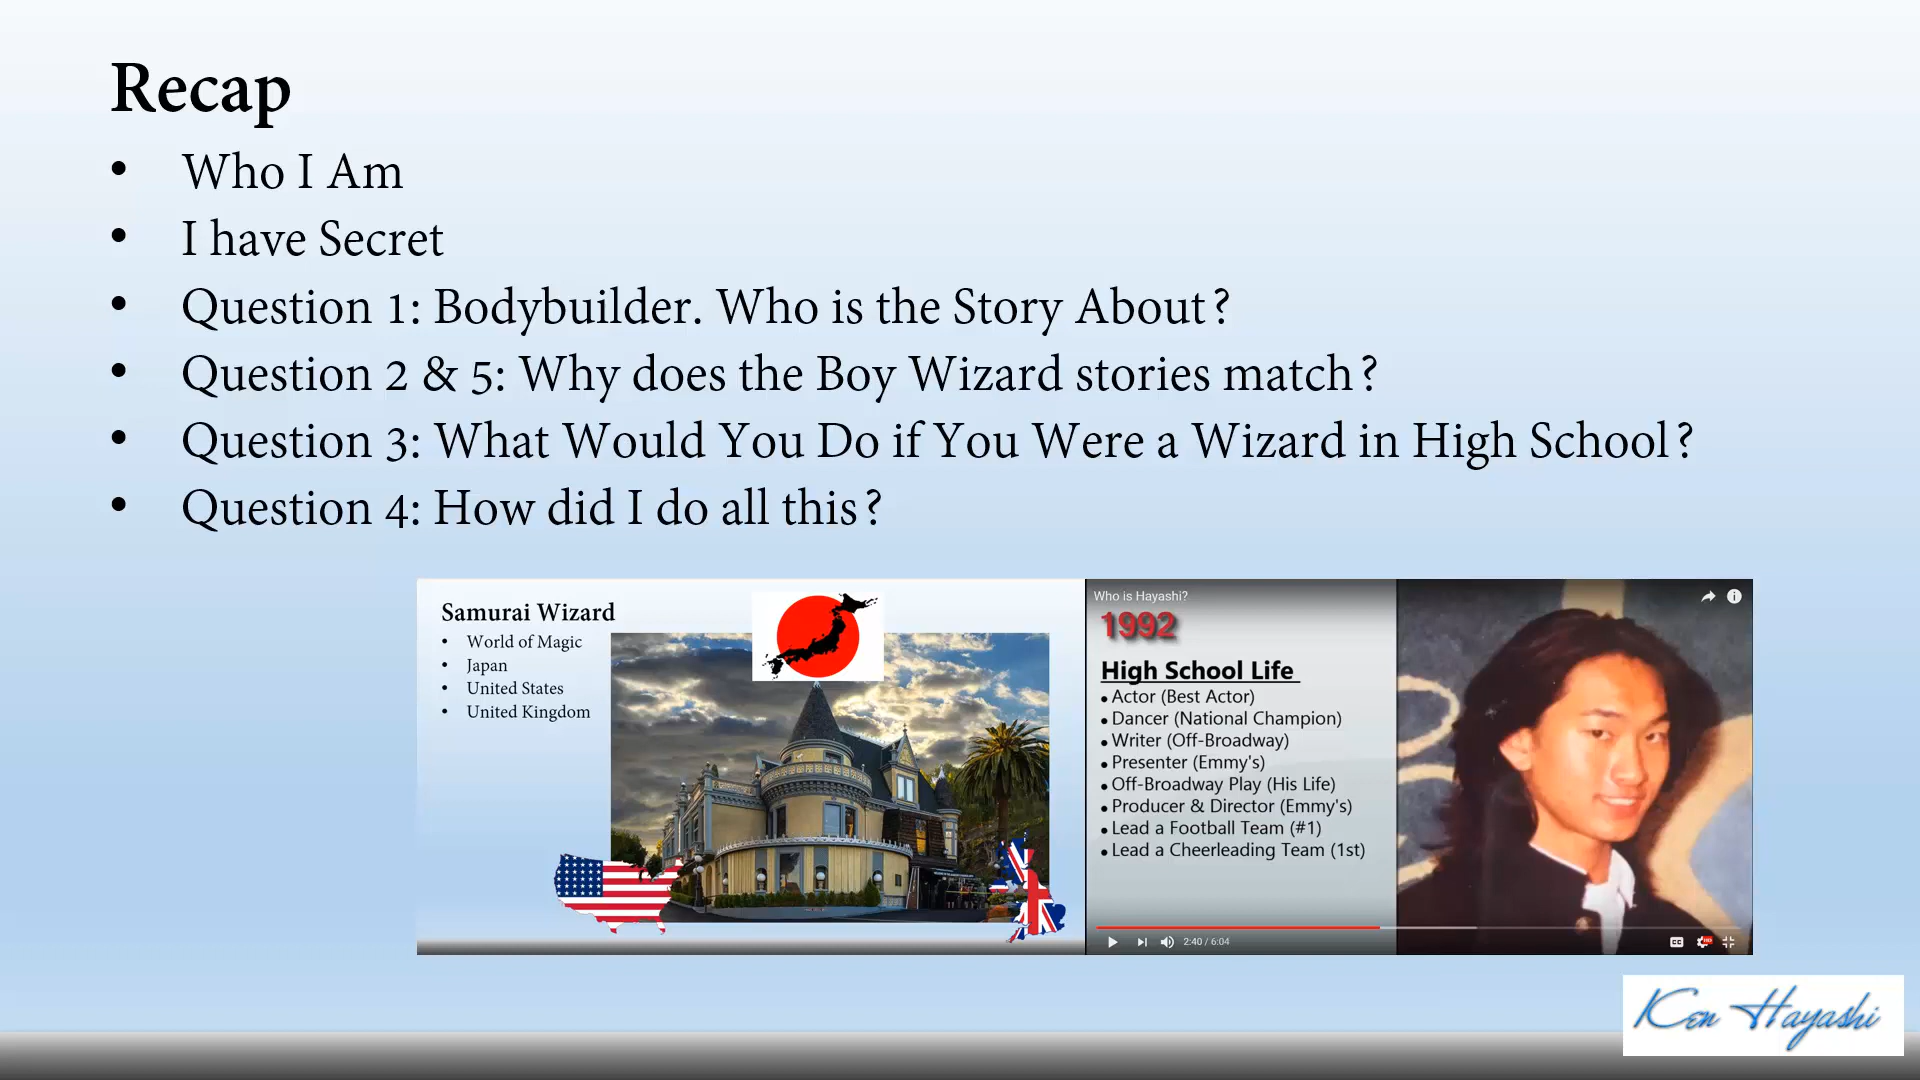 Recap
• Who I Am
• I have Secret
• Question 1: Bodybuilder. Who is the Story About?
• Question 2 & 5: Why does the Boy Wizard stories match?
• Question 3: What Would You Do if You Were a Wizard in High School?
• Question 4: How did I do all this?
Samurai Wizard
• World of Magic
• Japan
• United States
• United Kingdom
Who is Hayashi?
1992
High School Life
• Actor (Best Actor)
• Dancer (National Champion)
• Writer (Off-Broadway)
• Presenter (Emmy's)
• Off-Broadway Play (His Life)
• Producer & Director (Emmy's)
• Lead a Football Team (#1)
• Lead a Cheerleading Team (1st)
2:40 / 6:04
CC
Ken Hayashi